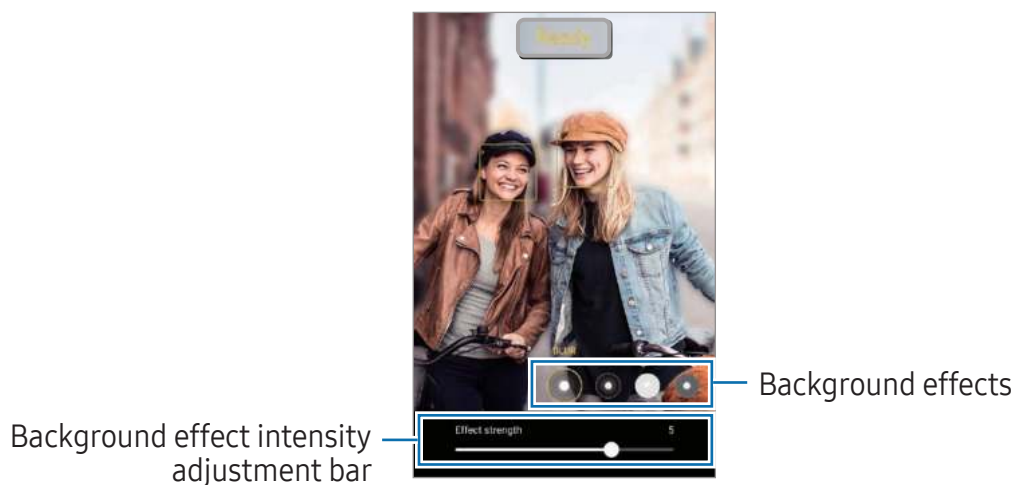 Ready
BLUR
Background effects
Effect strength 5
Background effect intensity
adjustment bar